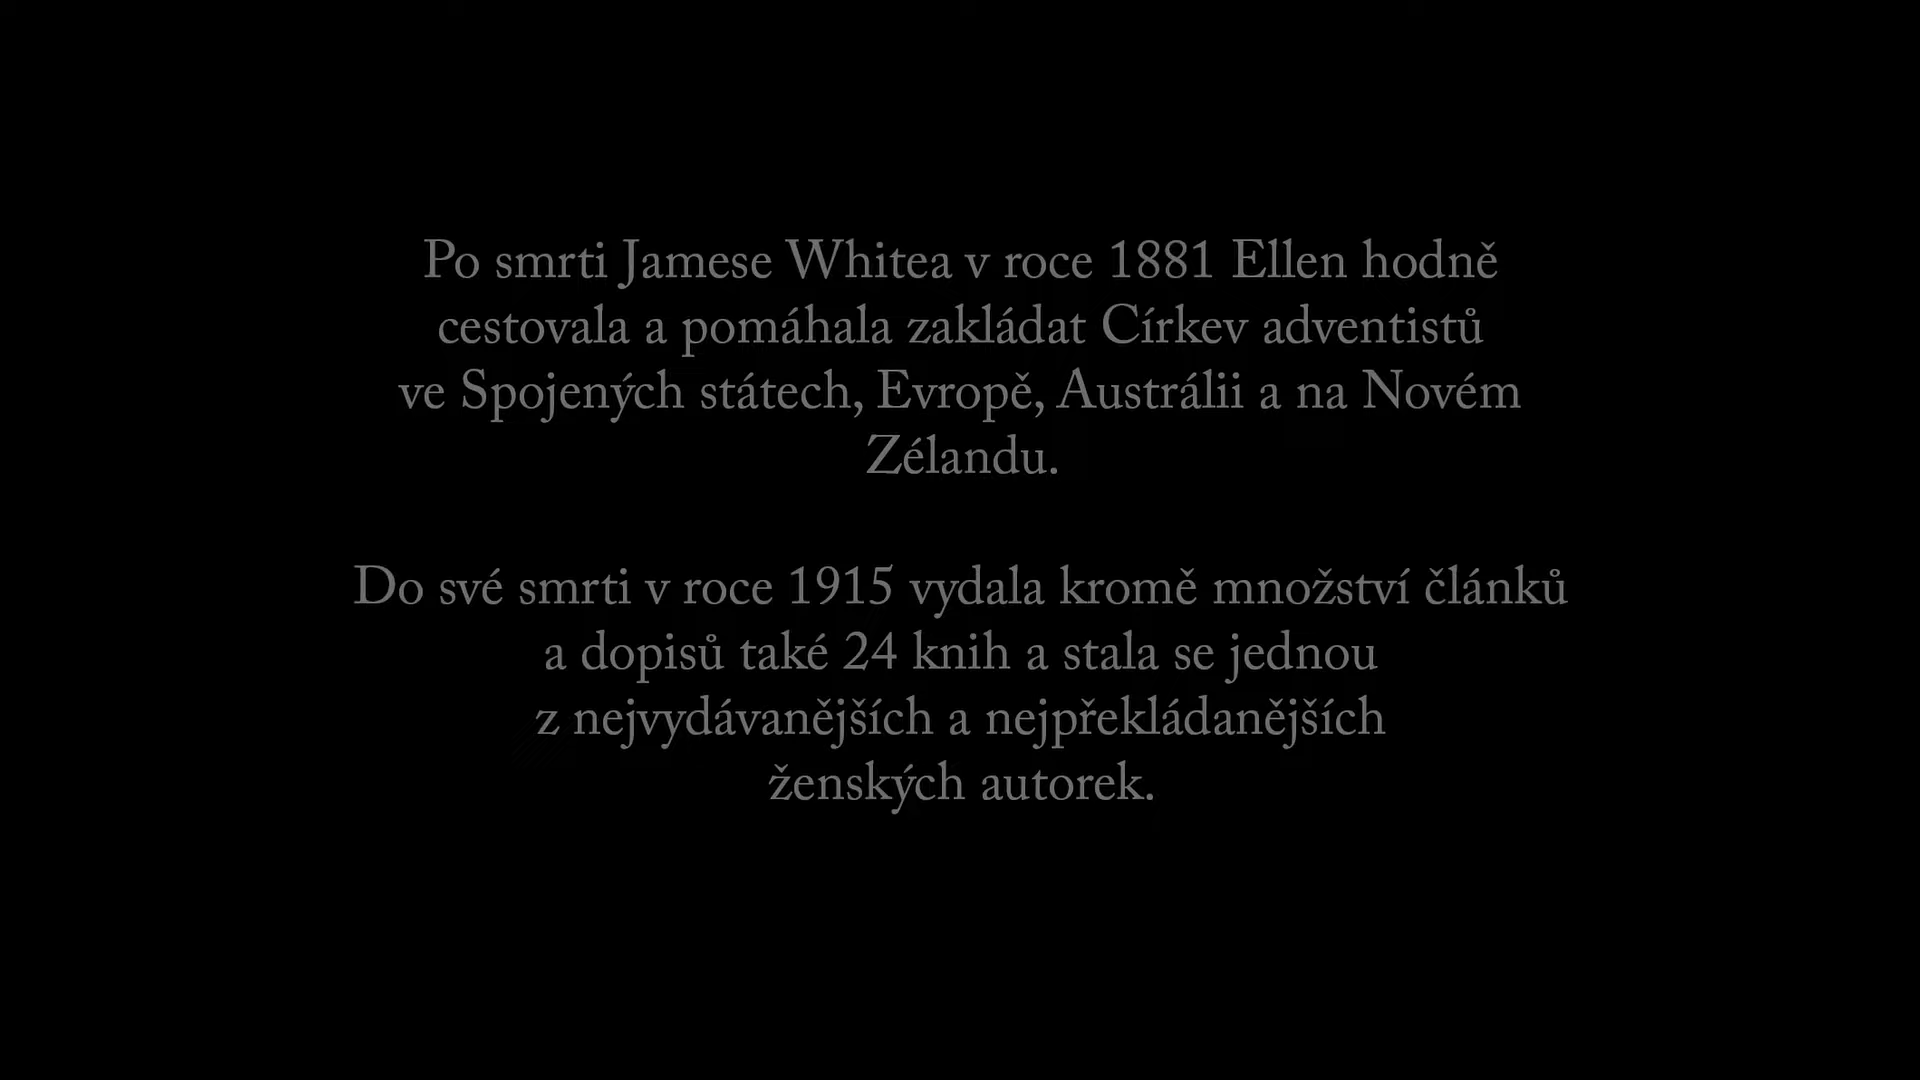 Po smrti Jamese Whitea v roce 1881 Ellen hodně
cestovala a pomáhala zakládat Církev adventistů
ve Spojených státech, Evropě, Austrálii a na Novém
Zélandu.
Do své smrti v roce 1915 vydala kromě množství článků
a dopisů také 24 knih a stala se jednou
z nejvydávanějších a nejpřekládanějších
ženských autorek.